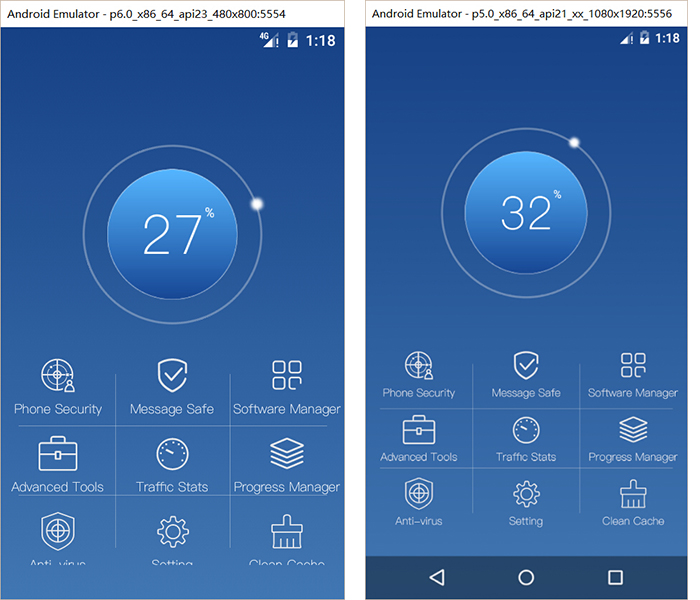 Android Emulator - p6.0_x86_64_api23_480x800:5554
4G 1:18
27%
Phone Security Message Safe Software Manager
Advanced Tools Traffic Stats Progress Manager
Anti-virus Setting Clean Cache
Android Emulator - p5.0_x86_64_api21_xx_1080x1920:5556
1:18
32%
Phone Security Message Safe Software Manager
Advanced Tools Traffic Stats Progress Manager
Anti-virus Setting Clean Cache